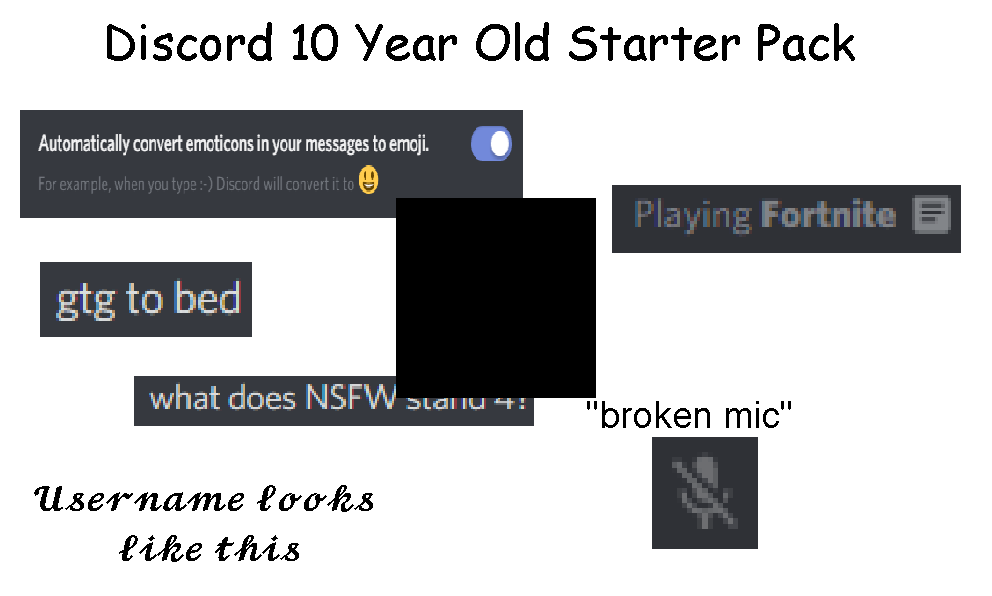 Discord 10 Year Old Starter Pack
Automatically convert emoticons in your messages to emoji.
For example, when you type :-) Discord will convert it to 😃
Playing Fortnite
gtg to bed
what does NSFW stand 4?
"broken mic"
Username looks
like this